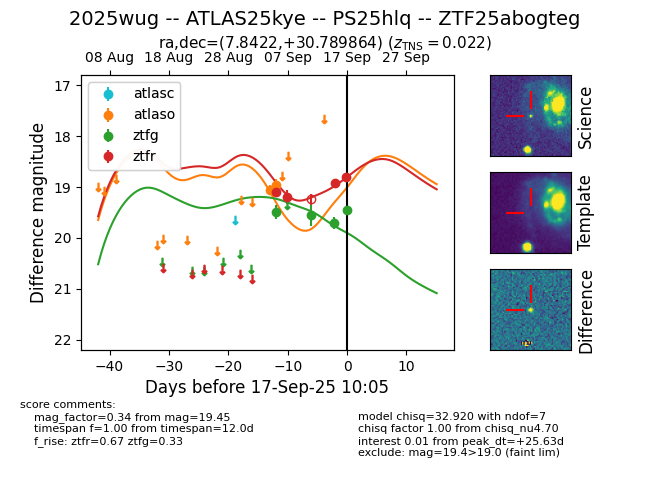 2025wug -- ATLAS25kye -- PS25hlq -- ZTF25abogteg
ra,dec=(7.8422,+30.789864) (z_TNS = 0.022)
08 Aug 18 Aug 28 Aug 07 Sep 17 Sep 27 Sep
atlasc
atlaso
ztfg
ztfr
17
18
19
20
21
22
Difference magnitude
−40 −30 −20 −10 0 10
Days before 17-Sep-25 10:05
Science
Template
Difference
score comments:
mag_factor=0.34 from mag=19.45
timespan f=1.00 from timespan=12.0d
f_rise: ztfr=0.67 ztfg=0.33
model chisq=32.920 with ndof=7
chisq factor 1.00 from chisq_nu4.70
interest 0.01 from peak_dt=+25.63d
exclude: mag=19.4>19.0 (faint lim)